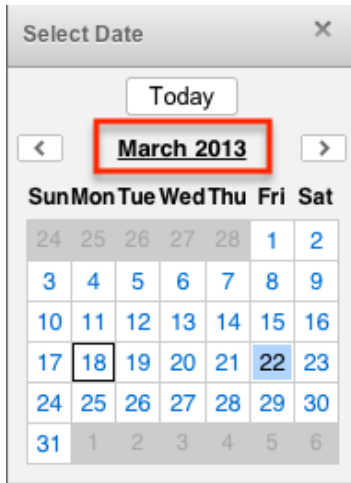 Select Date ×
Today
< March 2013 >
Sun Mon Tue Wed Thu Fri Sat
24 25 26 27 28 1 2
3 4 5 6 7 8 9
10 11 12 13 14 15 16
17 18 19 20 21 22 23
24 25 26 27 28 29 30
31 1 2 3 4 5 6